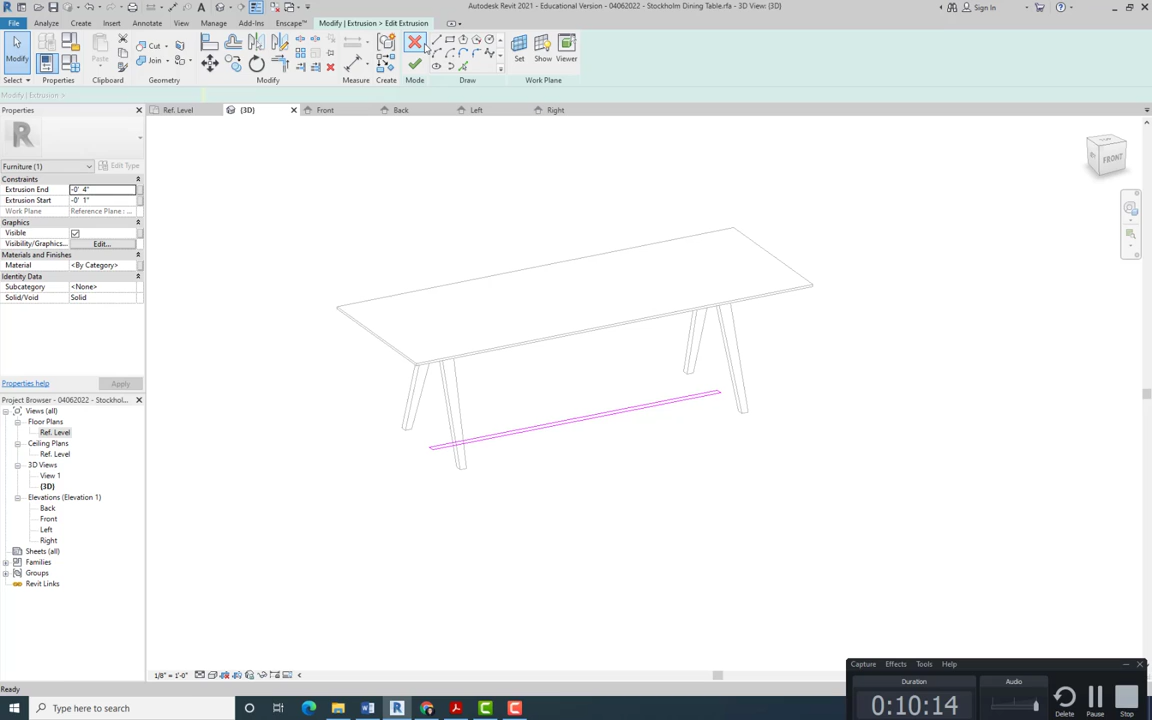 Autodesk Revit 2021 - Educational Version - 04062022 - Stockholm Dining Table.rfa - 3D View: {3D}
Sign In
File Create Insert Annotate View Manage Add-Ins Enscape™ Modify | Extrusion > Edit Extrusion
Modify
Paste
Cut
Join
Set
Show
Viewer
Select Properties Clipboard Geometry Modify Measure Create Mode Draw Work Plane
Modify | Extrusion >
Properties
Ref. Level
{3D}
Front
Back
Left
Right
Furniture (1)
Edit Type
Constraints
Extrusion End -0' 4"
Extrusion Start -0' 1"
Work Plane Reference Plane : ...
Graphics
Visible
Visibility/Graphics... Edit...
Materials and Finishes
Material <By Category>
Identity Data
Subcategory <None>
Solid/Void Solid
Properties help
Apply
Project Browser - 04062022 - Stockhol...
Views (all)
Floor Plans
Ref. Level
Ceiling Plans
Ref. Level
3D Views
View 1
{3D}
Elevations (Elevation 1)
Back
Front
Left
Right
Sheets (all)
Families
Groups
Revit Links
FRONT
1/8" = 1'-0"
Ready
Capture Effects Tools Help
Duration
Audio
0:10:14
Delete
Pause
Stop
Type here to search